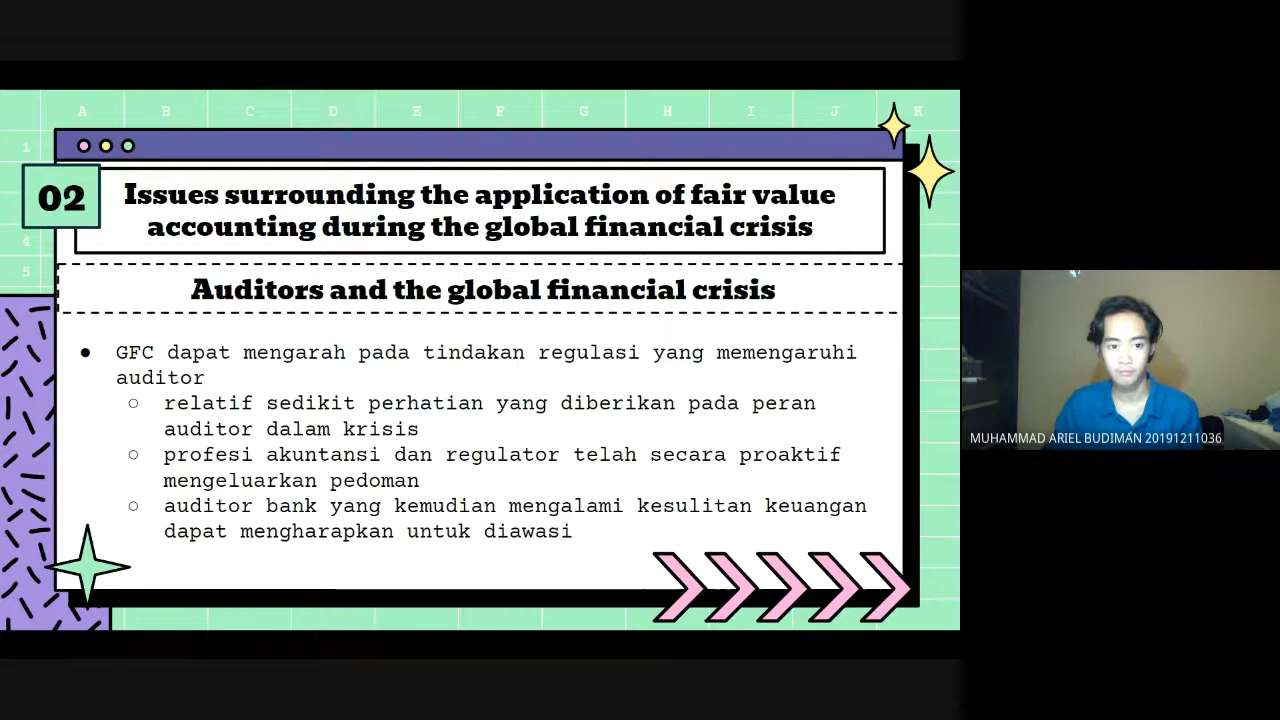 A B C D E F G H I J K
1
02
Issues surrounding the application of fair value
accounting during the global financial crisis
4
5
Auditors and the global financial crisis
● GFC dapat mengarah pada tindakan regulasi yang memengaruhi
auditor
○ relatif sedikit perhatian yang diberikan pada peran
auditor dalam krisis
○ profesi akuntansi dan regulator telah secara proaktif
mengeluarkan pedoman
○ auditor bank yang kemudian mengalami kesulitan keuangan
dapat mengharapkan untuk diawasi
MUHAMMAD ARIEL BUDIMAN 20191211036